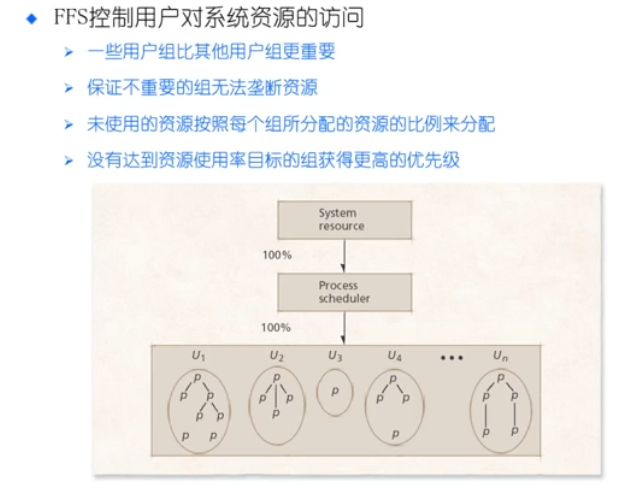 FFS控制用户对系统资源的访问
一些用户组比其他用户组更重要
保证不重要的组无法垄断资源
未使用的资源按照每个组所分配的资源的比例来分配
没有达到资源使用率目标的组获得更高的优先级
System
resource
100%
Process
scheduler
100%
U1 U2 U3 U4 ••• Un
p p p p p
p p p p p p p p
p p p
p p p p p